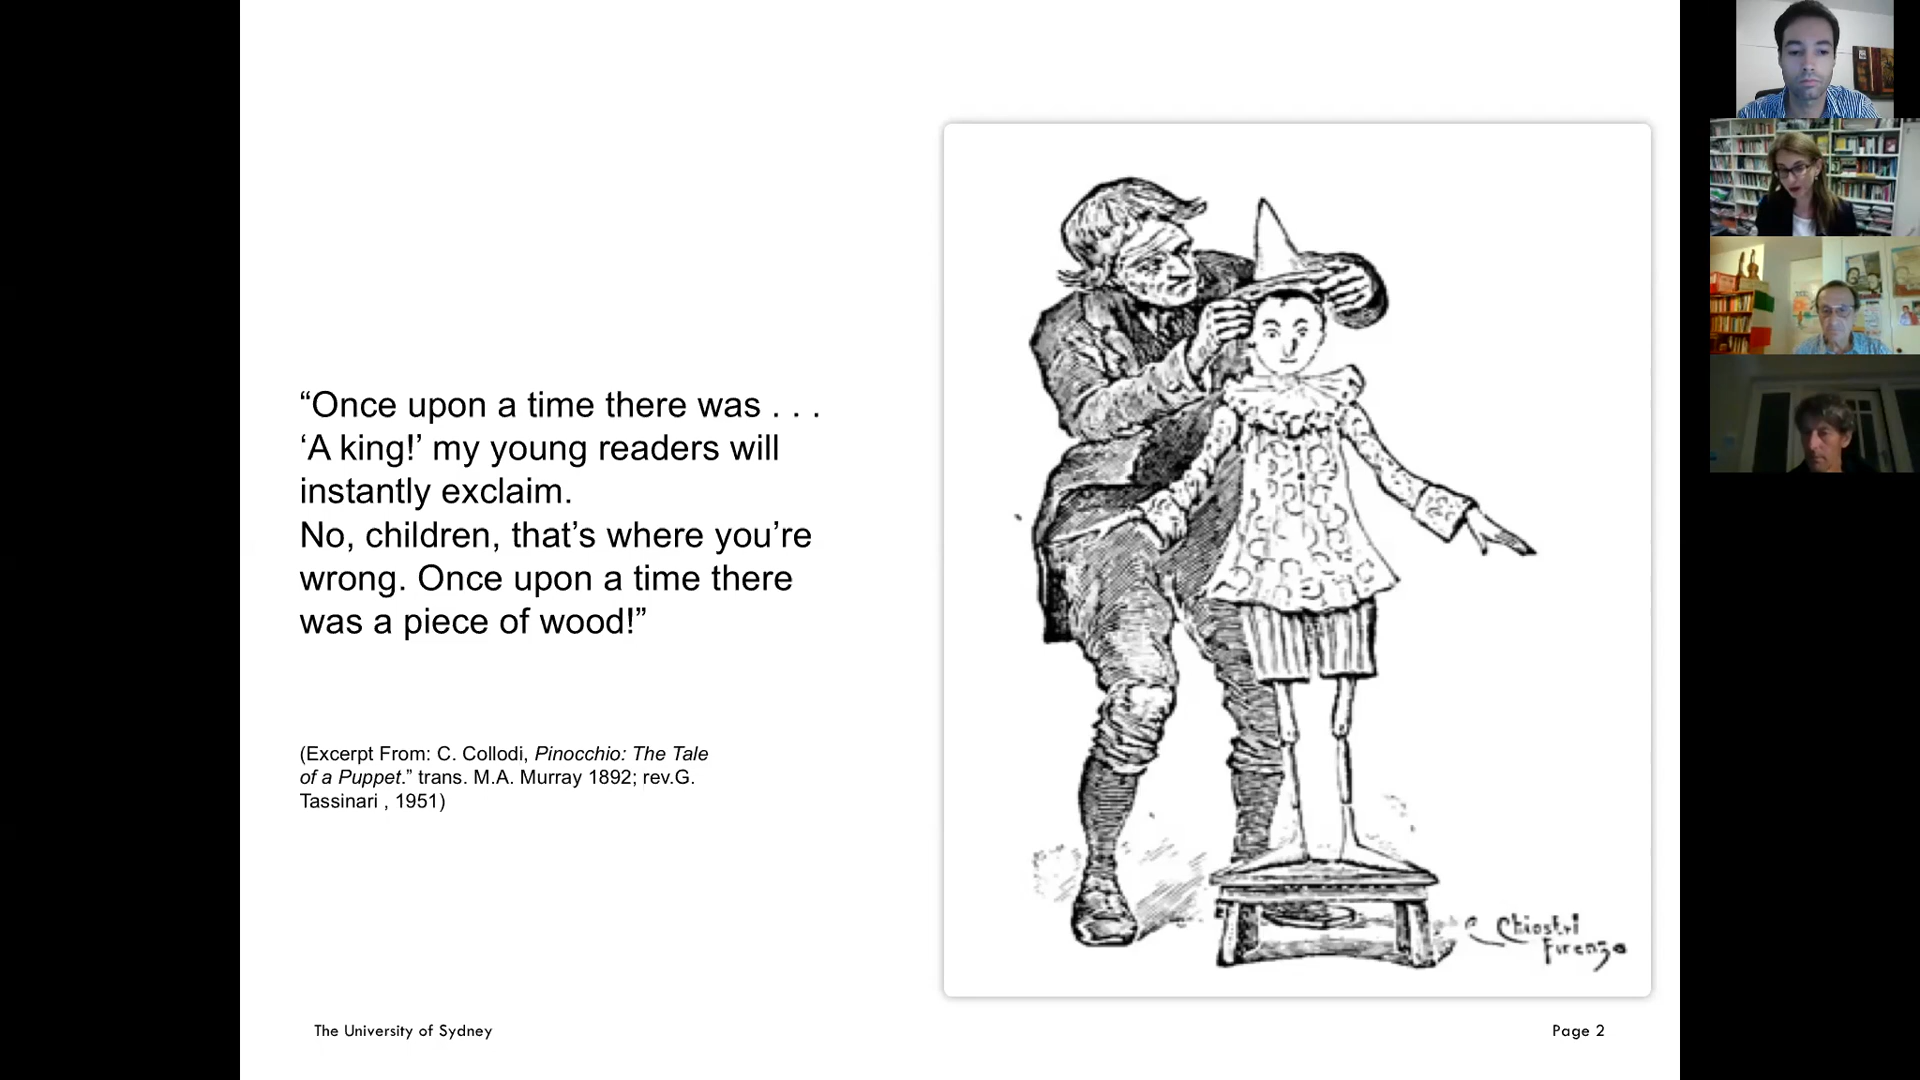 “Once upon a time there was . . .
‘A king!’ my young readers will
instantly exclaim.
No, children, that’s where you’re
wrong. Once upon a time there
was a piece of wood!”
(Excerpt From: C. Collodi, Pinocchio: The Tale
of a Puppet.” trans. M.A. Murray 1892; rev.G.
Tassinari , 1951)
C Chiostri
Firenze
The University of Sydney
Page 2